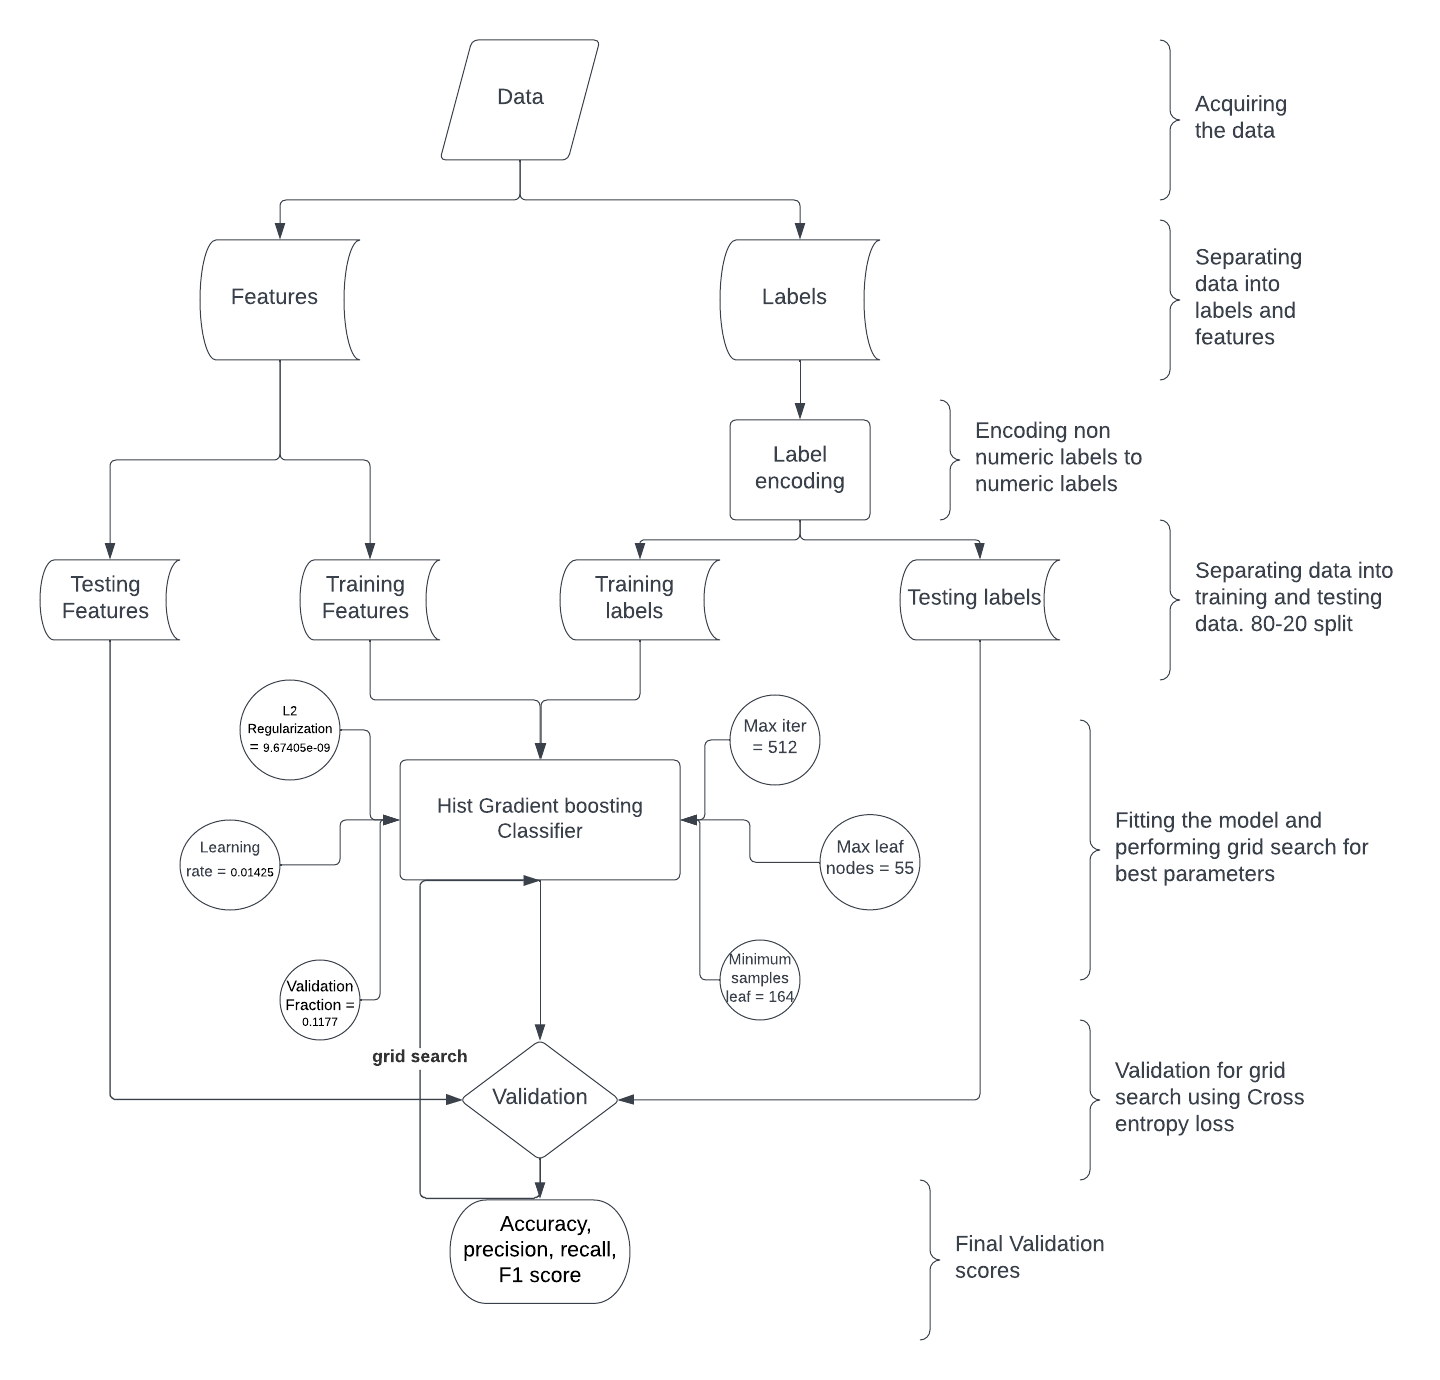 Data
Acquiring
the data
Features
Labels
Separating
data into
labels and
features
Label
encoding
Encoding non
numeric labels to
numeric labels
Testing
Features
Training
Features
Training
labels
Testing labels
Separating data into
training and testing
data. 80-20 split
L2
Regularization
= 9.67405e-09
Max iter
= 512
Hist Gradient boosting
Classifier
Learning
rate = 0.01425
Max leaf
nodes = 55
Fitting the model and
performing grid search for
best parameters
Validation
Fraction =
0.1177
Minimum
samples
leaf = 164
grid search
Validation
Validation for grid
search using Cross
entropy loss
Accuracy,
precision, recall,
F1 score
Final Validation
scores